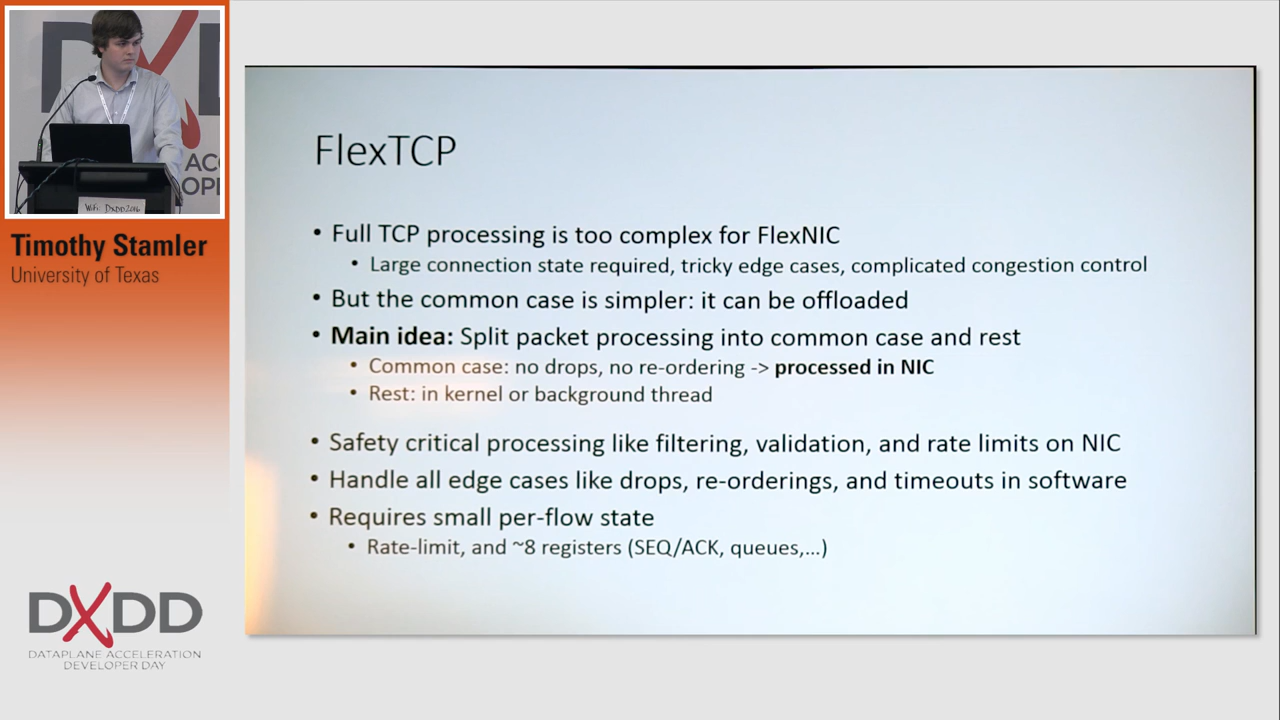 DXD
ACC
OPE
WiFi: DXDD2016
Timothy Stamler
University of Texas
DXDD
DATAPLANE ACCELERATION
DEVELOPER DAY
FlexTCP
• Full TCP processing is too complex for FlexNIC
• Large connection state required, tricky edge cases, complicated congestion control
• But the common case is simpler: it can be offloaded
• Main idea: Split packet processing into common case and rest
• Common case: no drops, no re-ordering -> processed in NIC
• Rest: in kernel or background thread
• Safety critical processing like filtering, validation, and rate limits on NIC
• Handle all edge cases like drops, re-orderings, and timeouts in software
• Requires small per-flow state
• Rate-limit, and ~8 registers (SEQ/ACK, queues,...)